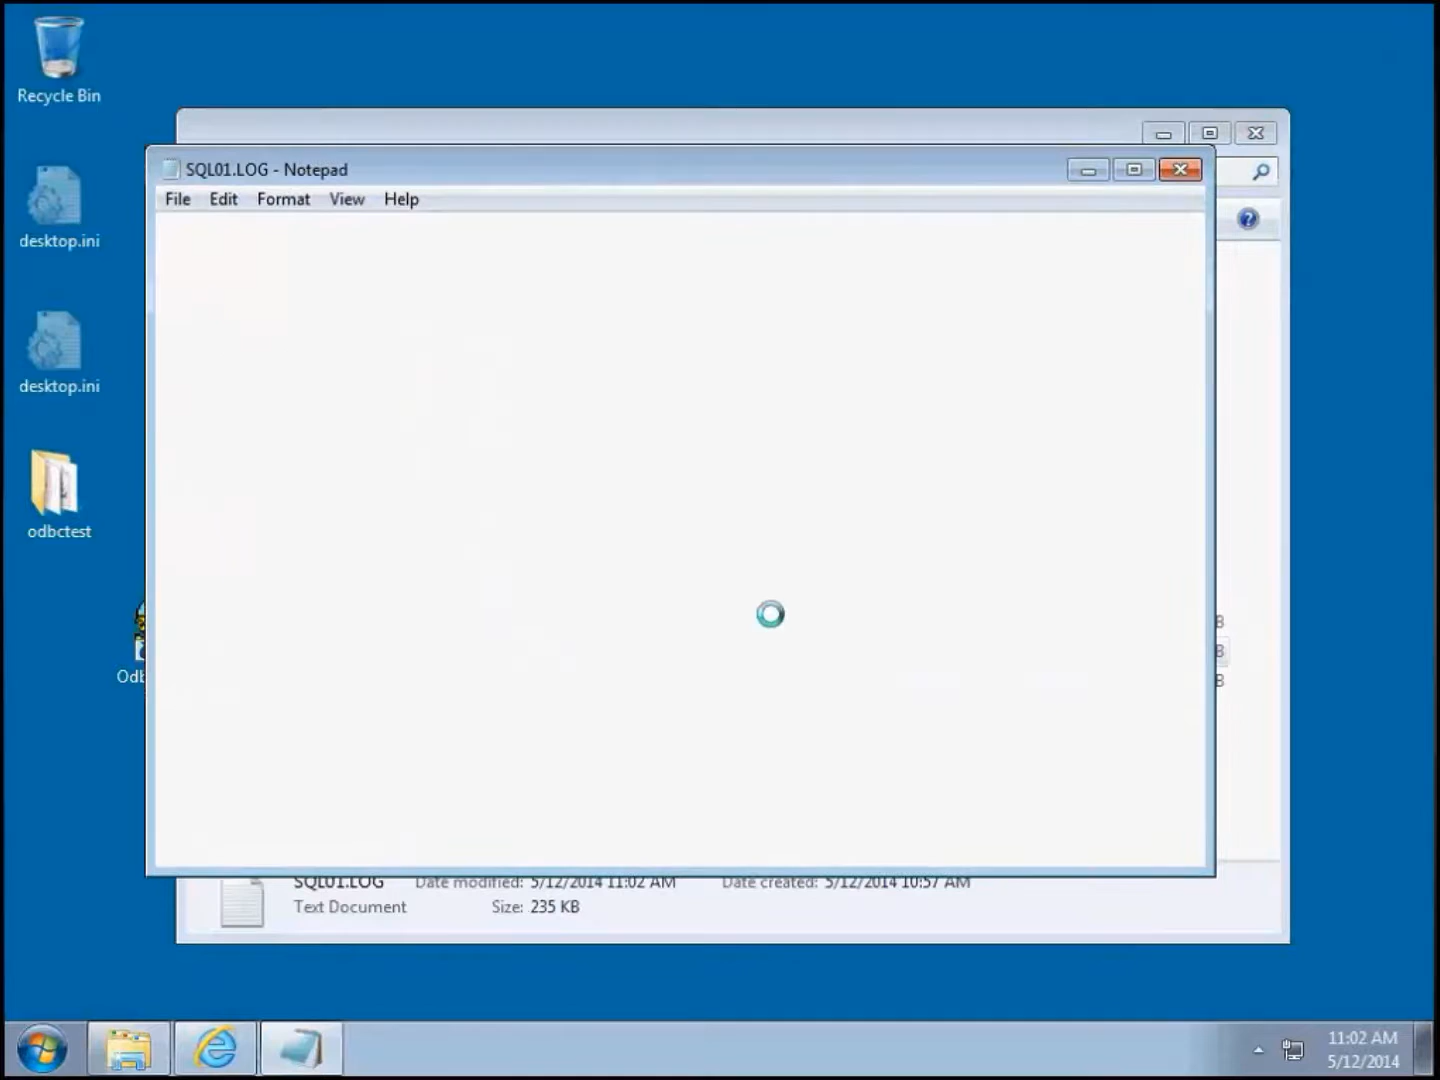 Recycle Bin
SQL01.LOG - Notepad
File Edit Format View Help
desktop.ini
desktop.ini
odbctest
B
B
B
SQL01.LOG Date modified: 5/12/2014 11:02 AM Date created: 5/12/2014 10:57 AM
Text Document Size: 235 KB
11:02 AM
5/12/2014